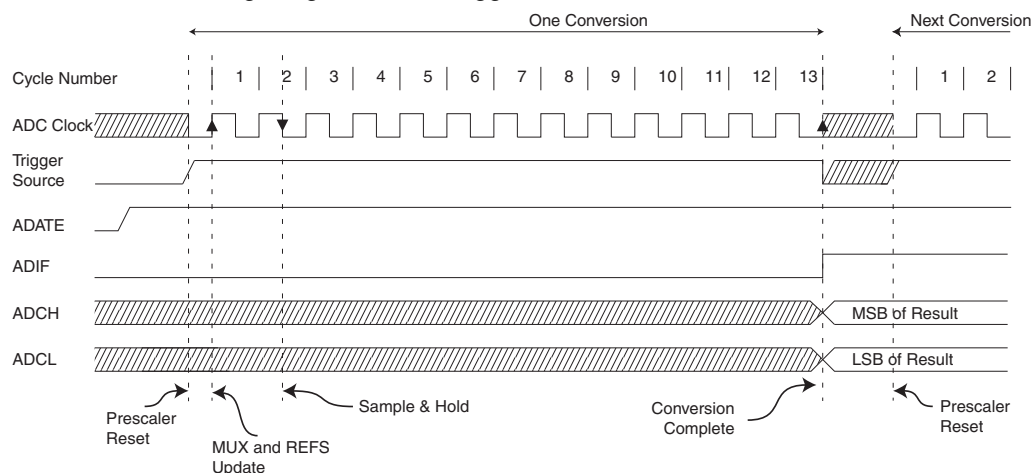 One Conversion Next Conversion
Cycle Number 1 2 3 4 5 6 7 8 9 10 11 12 13 1 2
ADC Clock
Trigger
Source
ADATE
ADIF
ADCH MSB of Result
ADCL LSB of Result
Prescaler
Reset
MUX and REFS
Update
Sample & Hold
Conversion
Complete
Prescaler
Reset